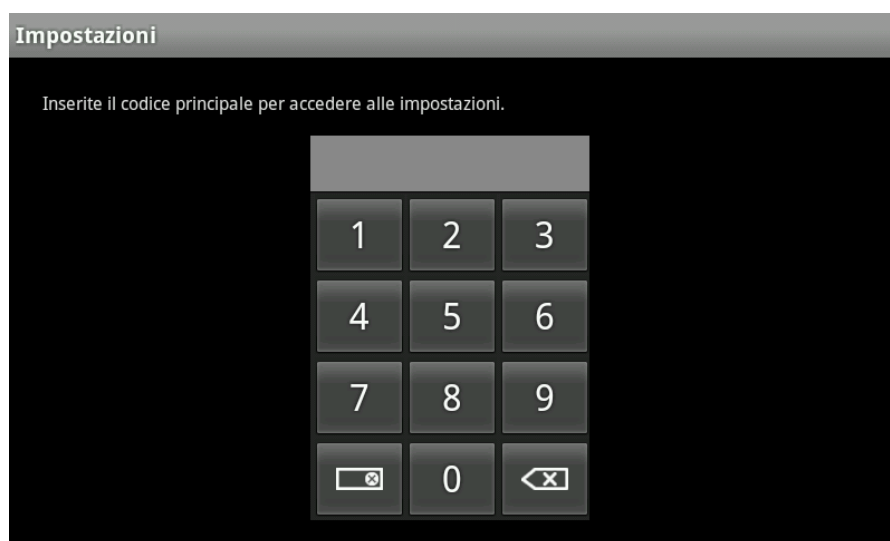 Impostazioni
Inserite il codice principale per accedere alle impostazioni.
1 2 3
4 5 6
7 8 9
0